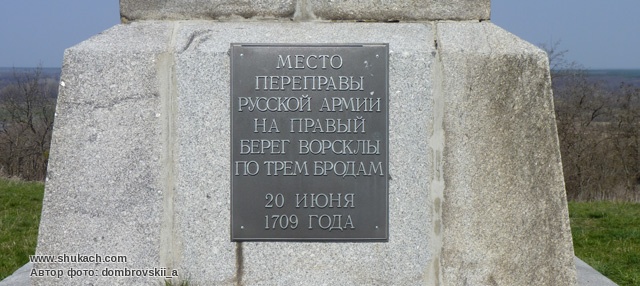 МЕСТО
ПЕРЕПРАВЫ
РУССКОЙ АРМИИ
НА ПРАВЫЙ
БЕРЕГ ВОРСКЛЫ
ПО ТРЕМ БРОДАМ
20 ИЮНЯ
1709 ГОДА
www.shukach.com
Автор фото: dombrovskii_a